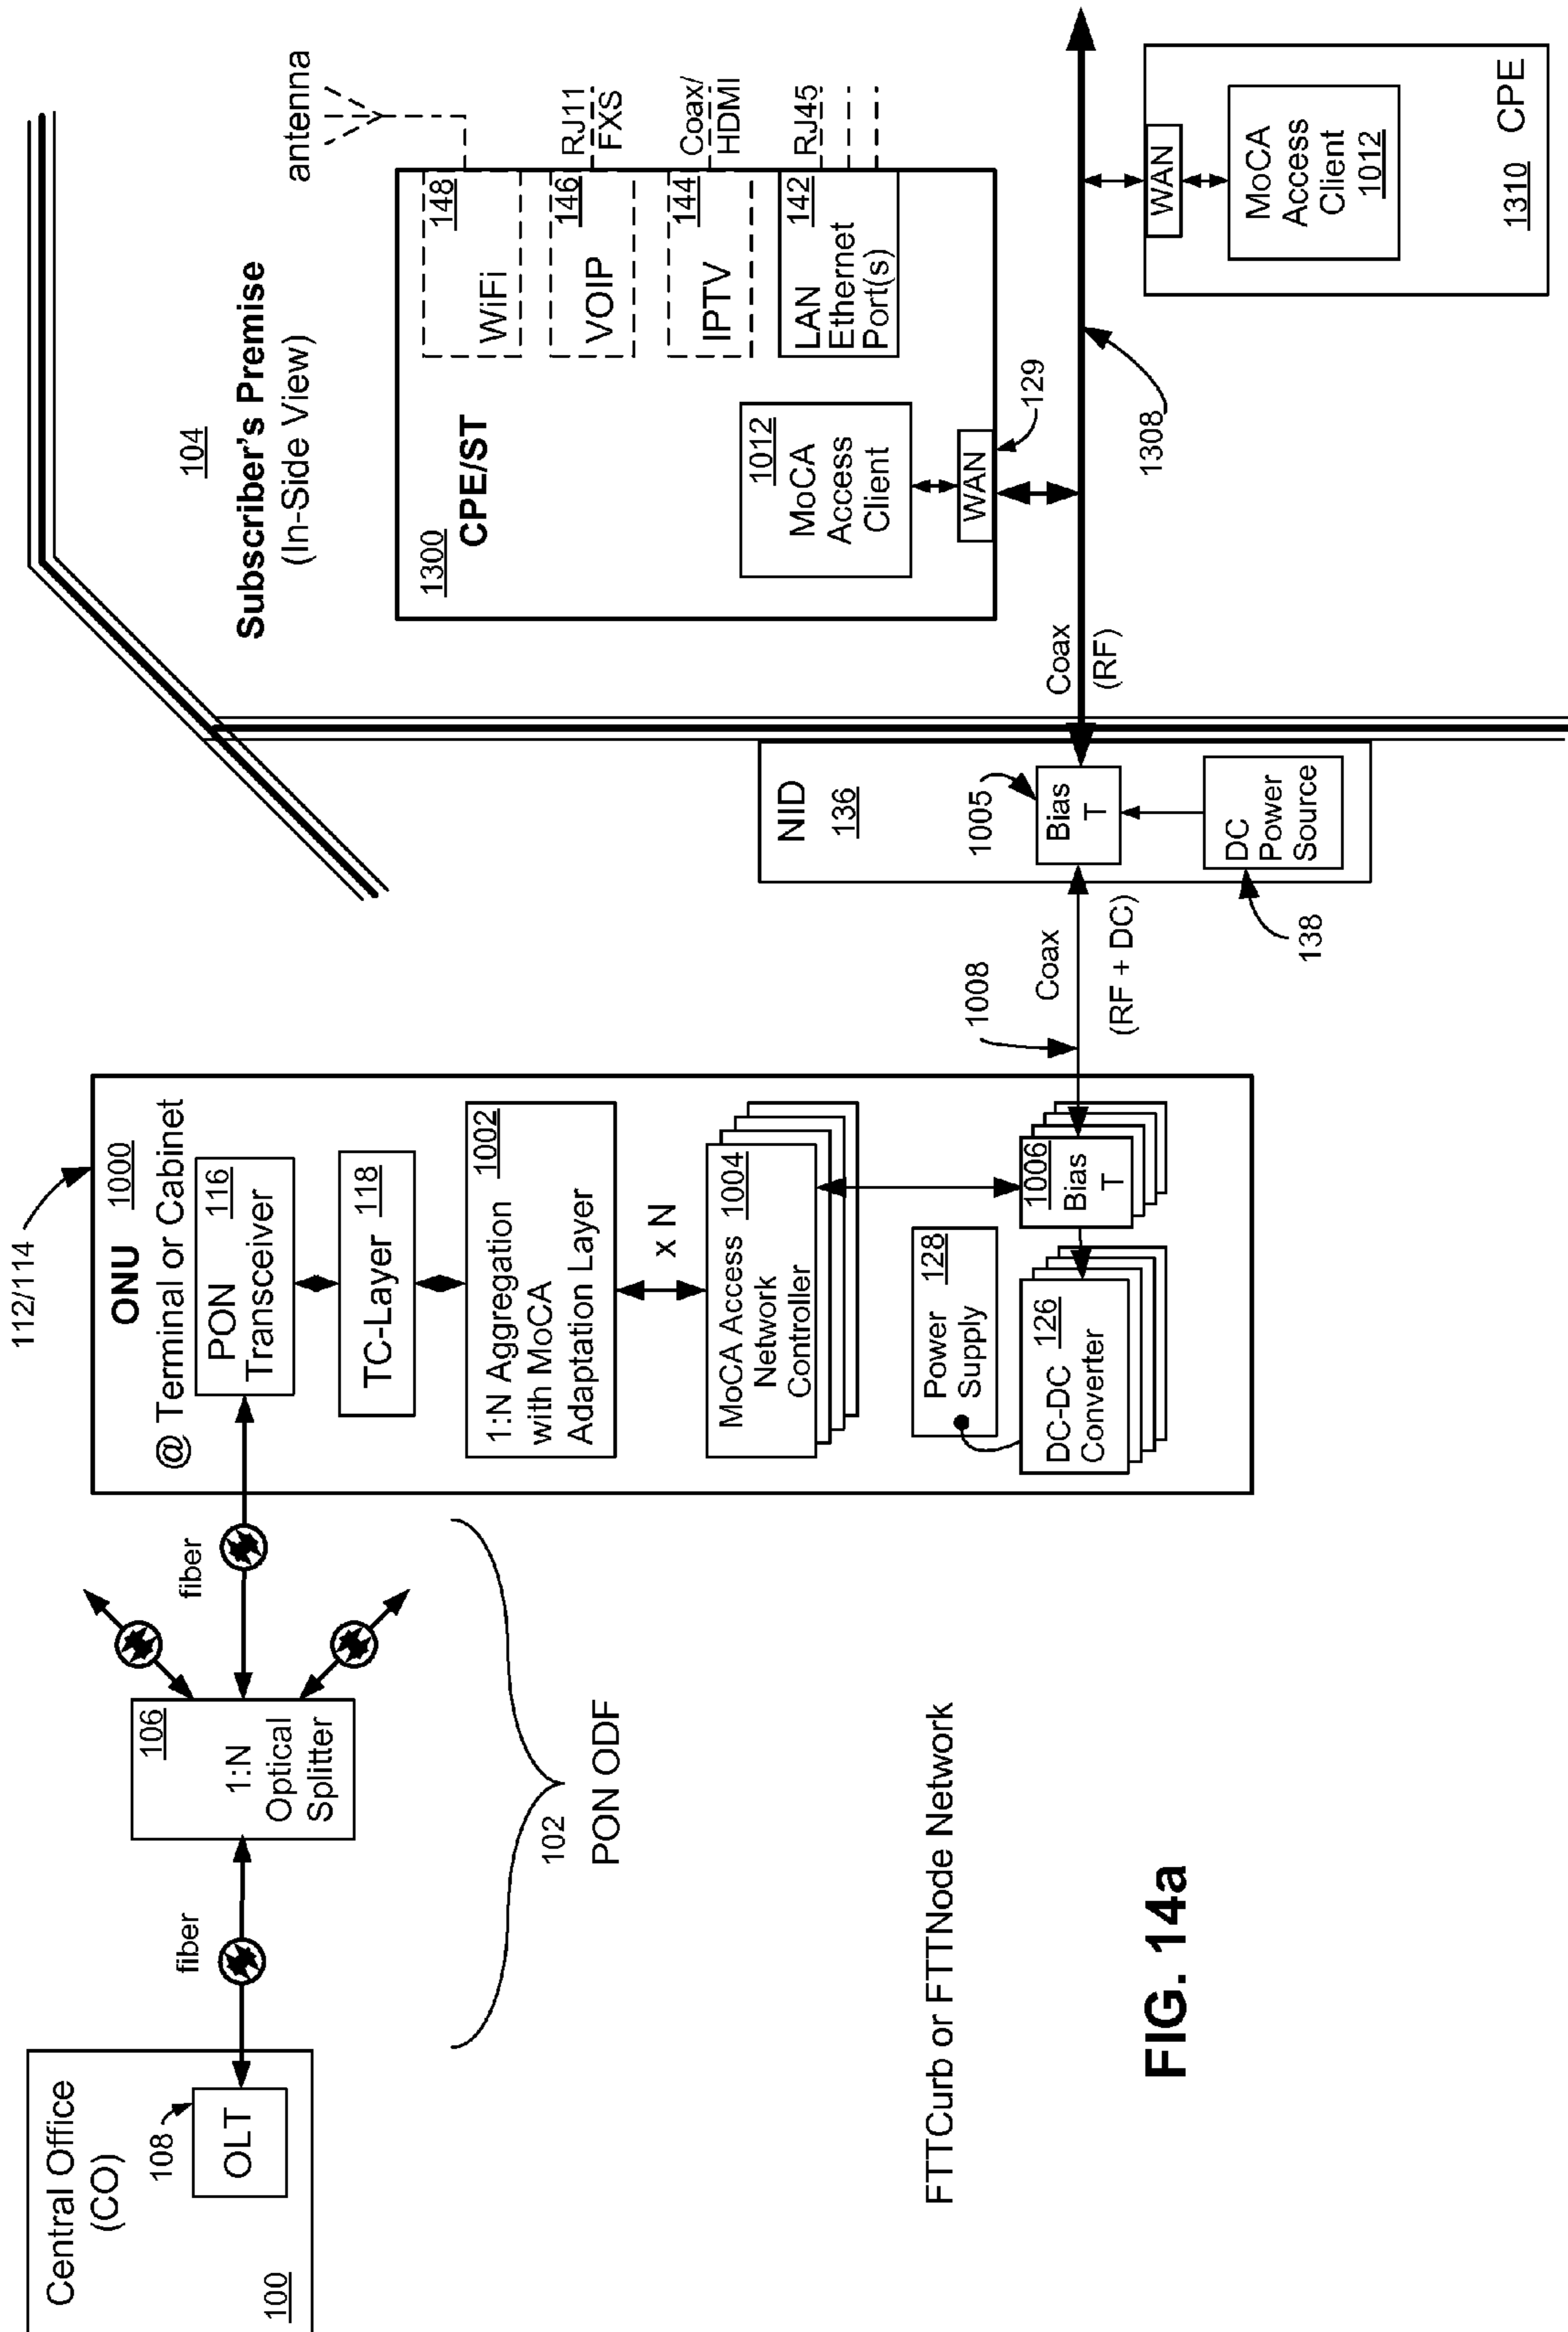 Central Office
(CO)
108
OLT
100
fiber
106
1:N
Optical
Splitter
fiber
102
PON ODF
112/114
ONU
1000
@ Terminal or Cabinet
PON
116
Transceiver
TC-Layer
118
1002
1:N Aggregation
with MoCA
Adaptation Layer
x N
MoCA Access
1004
Network
Controller
Power
128
Supply
DC-DC
126
Converter
1006
Bias
T
1008
Coax
(RF + DC)
NID
136
1005
Bias
T
DC
Power
Source
138
104
Subscriber's Premise
(In-Side View)
1300
CPE/ST
antenna
148
WiFi
146
VOIP
RJ11
FXS
144
IPTV
Coax/
HDMI
142
LAN
Ethernet
Port(s)
RJ45
1012
MoCA
Access
Client
WAN
129
Coax
(RF)
1308
WAN
MoCA
Access
Client
1012
1310
CPE
FTTCurb or FTTNode Network
FIG. 14a